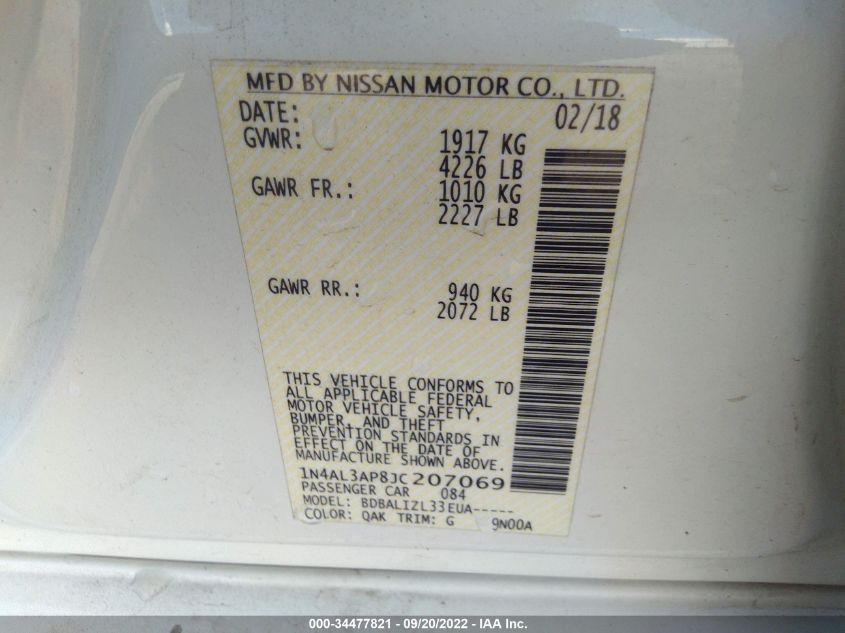 MFD BY NISSAN MOTOR CO., LTD.
DATE: 02/18
GVWR: 1917 KG
4226 LB
GAWR FR.: 1010 KG
2227 LB
GAWR RR.: 940 KG
2072 LB
THIS VEHICLE CONFORMS TO
ALL APPLICABLE FEDERAL
MOTOR VEHICLE SAFETY,
BUMPER, AND THEFT
PREVENTION STANDARDS IN
EFFECT ON THE DATE OF
MANUFACTURE SHOWN ABOVE.
1N4AL3AP8JC207069
PASSENGER CAR 084
MODEL: BDBALIZL33EUA-----
COLOR: QAK TRIM: G 9N00A
000-34477821 - 09/20/2022 - IAA Inc.